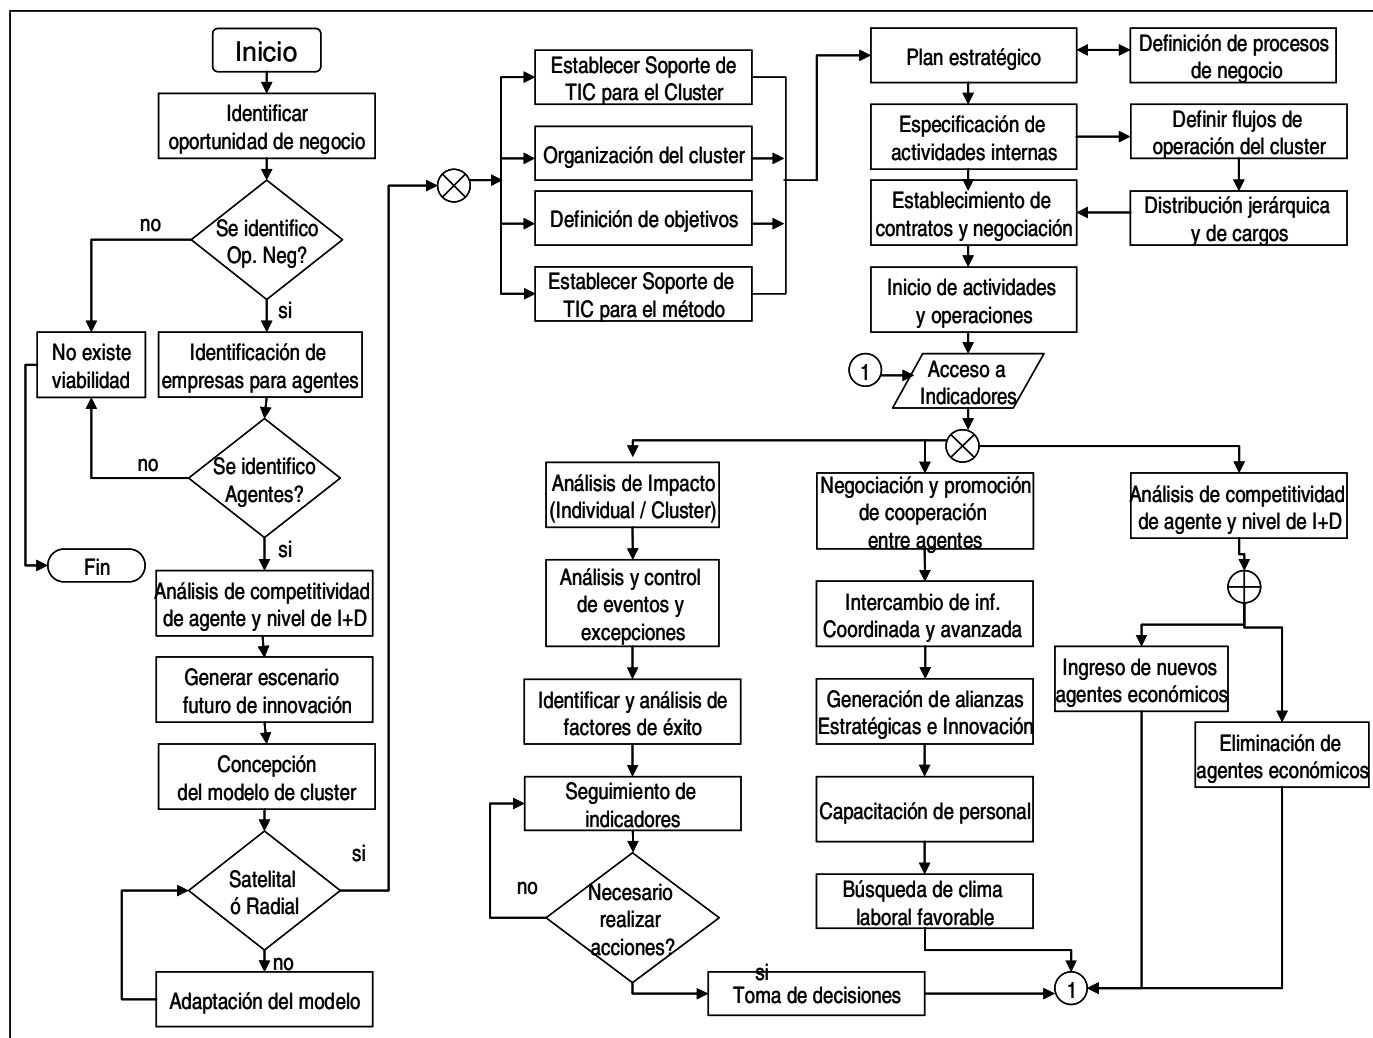 Inicio
Identificar
oportunidad de negocio
Se identifico
Op. Neg?
no
si
No existe
viabilidad
Identificación de
empresas para agentes
Se identifico
Agentes?
no
si
Fin
Análisis de competitividad
de agente y nivel de I+D
Generar escenario
futuro de innovación
Concepción
del modelo de cluster
Satelital
ó Radial
si
no
Adaptación del modelo
Establecer Soporte de
TIC para el Cluster
Organización del cluster
Definición de objetivos
Establecer Soporte de
TIC para el método
Plan estratégico
Definición de procesos
de negocio
Especificación de
actividades internas
Definir flujos de
operación del cluster
Establecimiento de
contratos y negociación
Distribución jerárquica
y de cargos
Inicio de actividades
y operaciones
1
Acceso a
Indicadores
Análisis de Impacto
(Individual / Cluster)
Análisis y control
de eventos y
excepciones
Identificar y análisis de
factores de éxito
Seguimiento de
indicadores
no
Necesario
realizar
acciones?
si
Toma de decisiones
Negociación y promoción
de cooperación
entre agentes
Intercambio de inf.
Coordinada y avanzada
Generación de alianzas
Estratégicas e Innovación
Capacitación de personal
Búsqueda de clima
laboral favorable
1
Análisis de competitividad
de agente y nivel de I+D
Ingreso de nuevos
agentes económicos
Eliminación de
agentes económicos